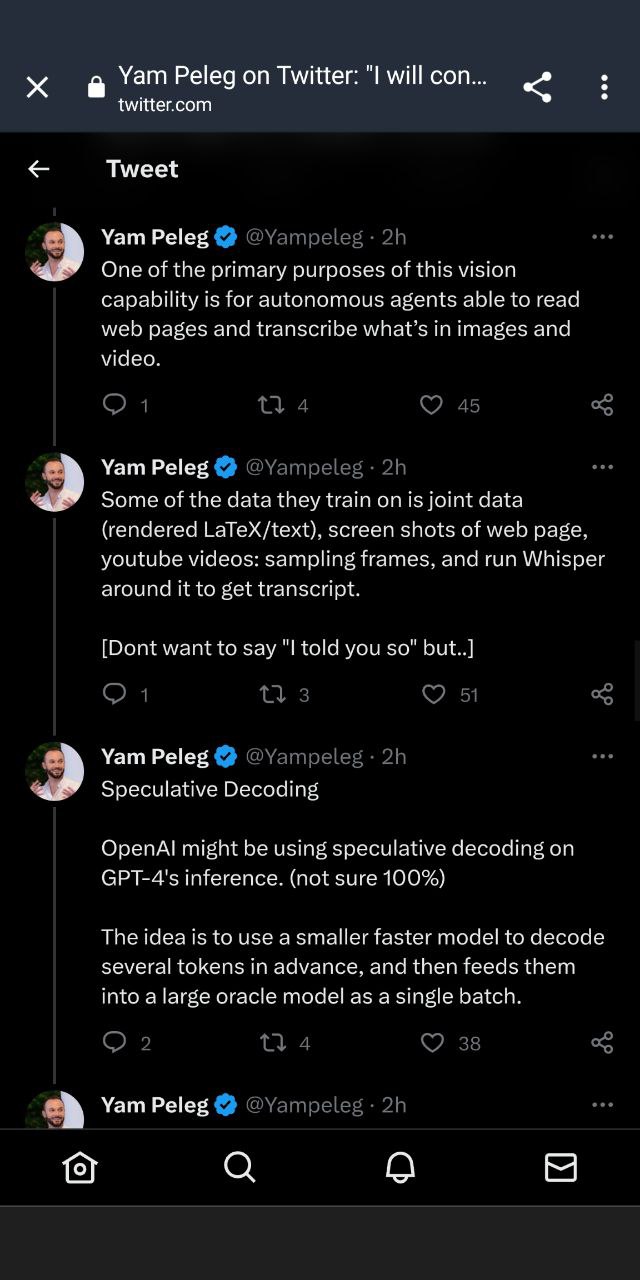 Yam Peleg on Twitter: "I will con...
twitter.com
Tweet
Yam Peleg @Yampeleg · 2h
One of the primary purposes of this vision
capability is for autonomous agents able to read
web pages and transcribe what's in images and
video.
1 4 45
Yam Peleg @Yampeleg · 2h
Some of the data they train on is joint data
(rendered LaTeX/text), screen shots of web page,
youtube videos: sampling frames, and run Whisper
around it to get transcript.
[Dont want to say "I told you so" but..]
1 3 51
Yam Peleg @Yampeleg · 2h
Speculative Decoding
OpenAI might be using speculative decoding on
GPT-4's inference. (not sure 100%)
The idea is to use a smaller faster model to decode
several tokens in advance, and then feeds them
into a large oracle model as a single batch.
2 4 38
Yam Peleg @Yampeleg · 2h